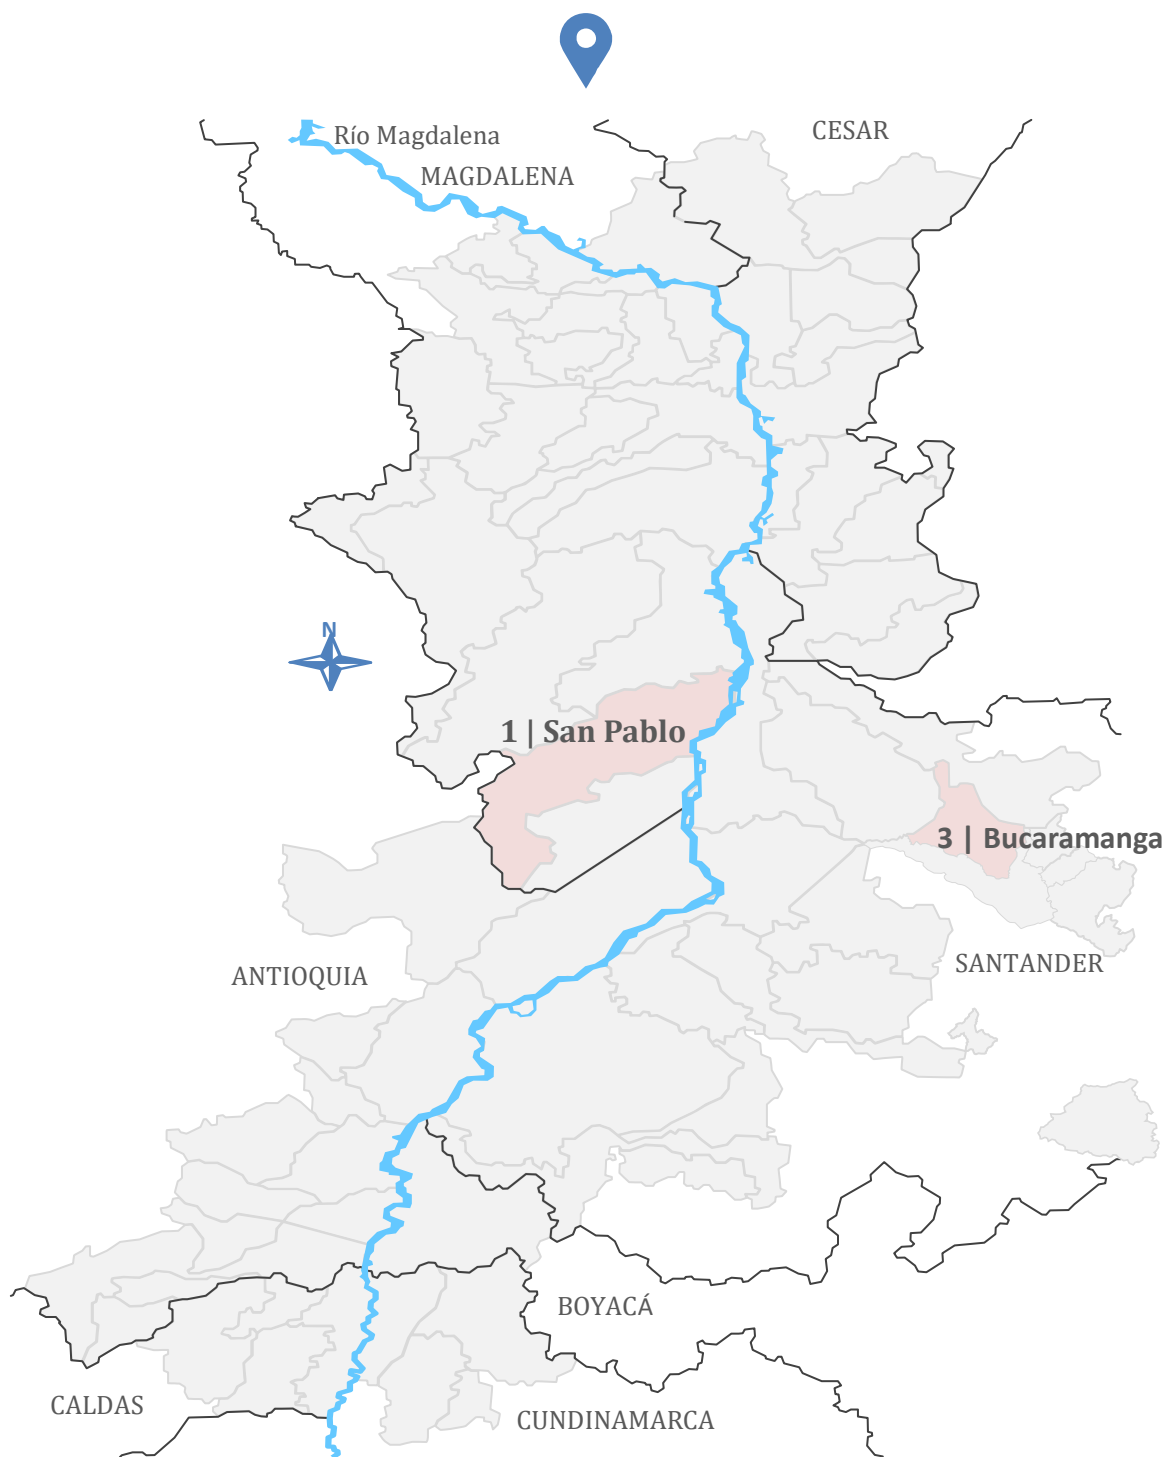 CESAR
Río Magdalena
MAGDALENA
N
1 | San Pablo
3 | Bucaramanga
SANTANDER
ANTIOQUIA
BOYACÁ
CALDAS
CUNDINAMARCA